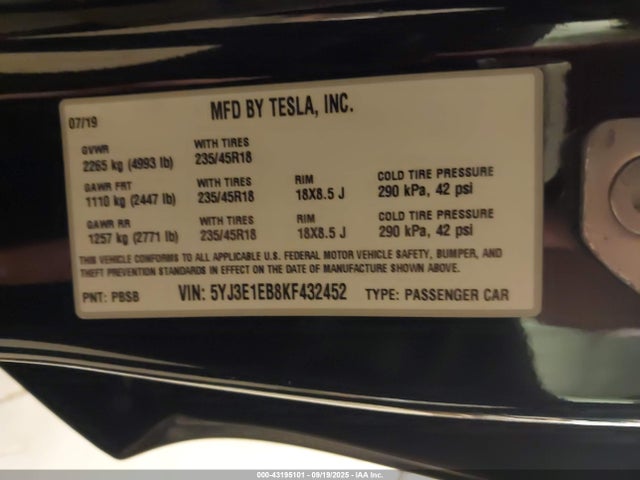 07/19 MFD BY TESLA, INC.
GVWR WITH TIRES
2265 kg (4993 lb) 235/45R18
GAWR FRT WITH TIRES RIM COLD TIRE PRESSURE
1110 kg (2447 lb) 235/45R18 18X8.5 J 290 kPa, 42 psi
GAWR RR WITH TIRES RIM COLD TIRE PRESSURE
1257 kg (2771 lb) 235/45R18 18X8.5 J 290 kPa, 42 psi
THIS VEHICLE CONFORMS TO ALL APPLICABLE U.S. FEDERAL MOTOR VEHICLE SAFETY, BUMPER, AND
THEFT PREVENTION STANDARDS IN EFFECT ON THE DATE OF MANUFACTURE SHOWN ABOVE.
PNT: PBSB VIN: 5YJ3E1EB8KF432452 TYPE: PASSENGER CAR
000-43195101 - 09/19/2025 - IAA Inc.